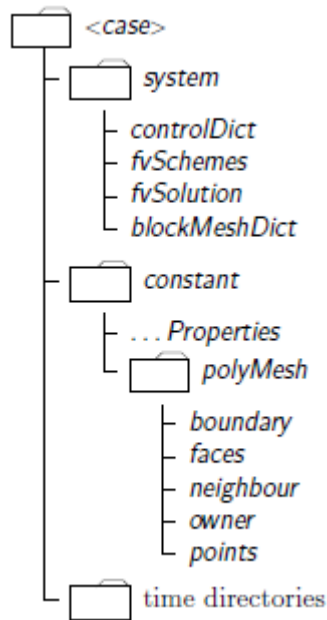 <case>
system
controlDict
fvSchemes
fvSolution
blockMeshDict
constant
...Properties
polyMesh
boundary
faces
neighbour
owner
points
time directories